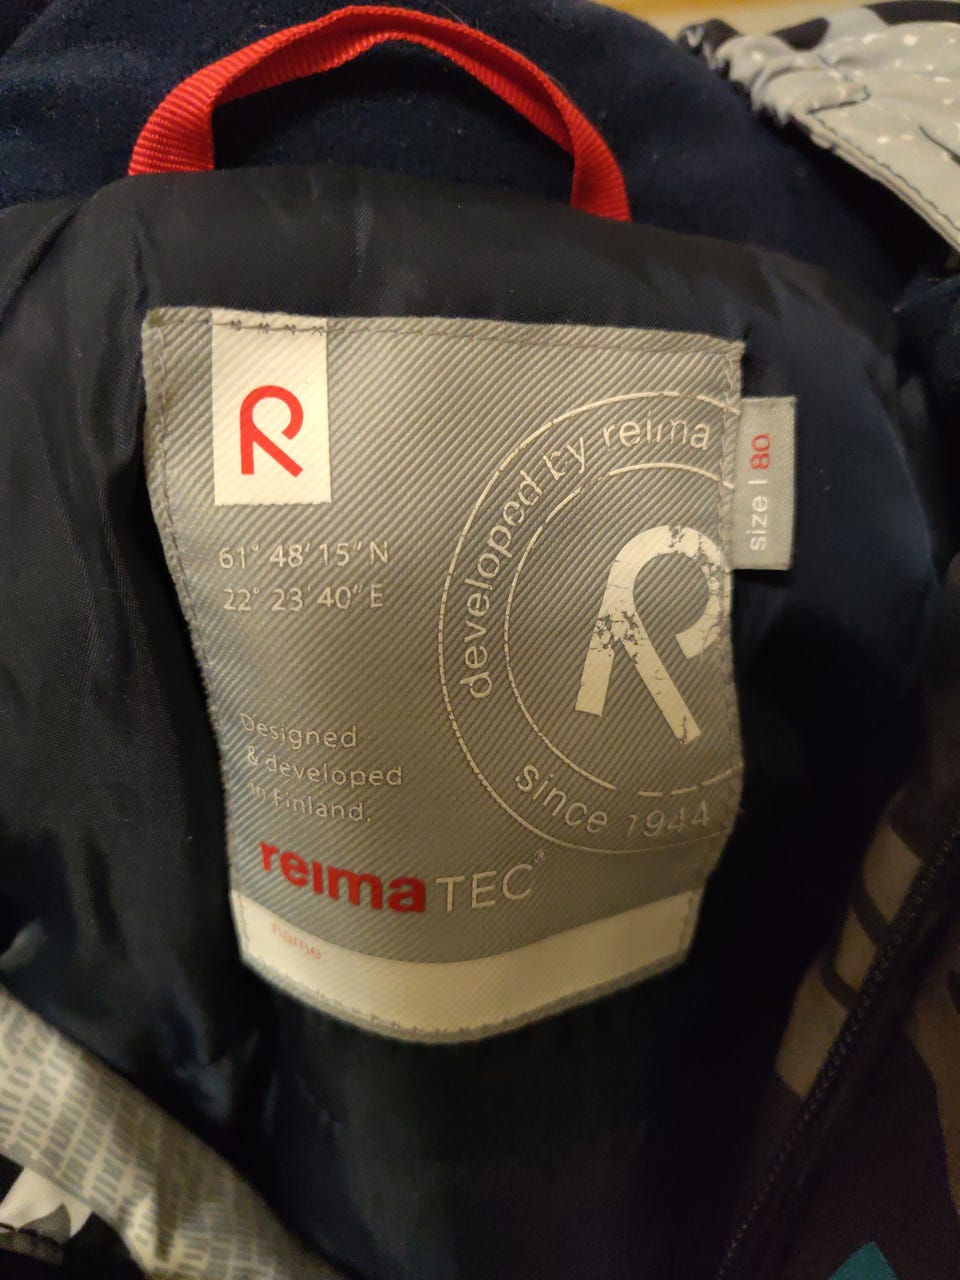 R
61° 48' 15" N
22° 23' 40" E
developed by reima
R
since 1944
size | 80
Designed
& developed
in Finland.
reimaTEC®
name: